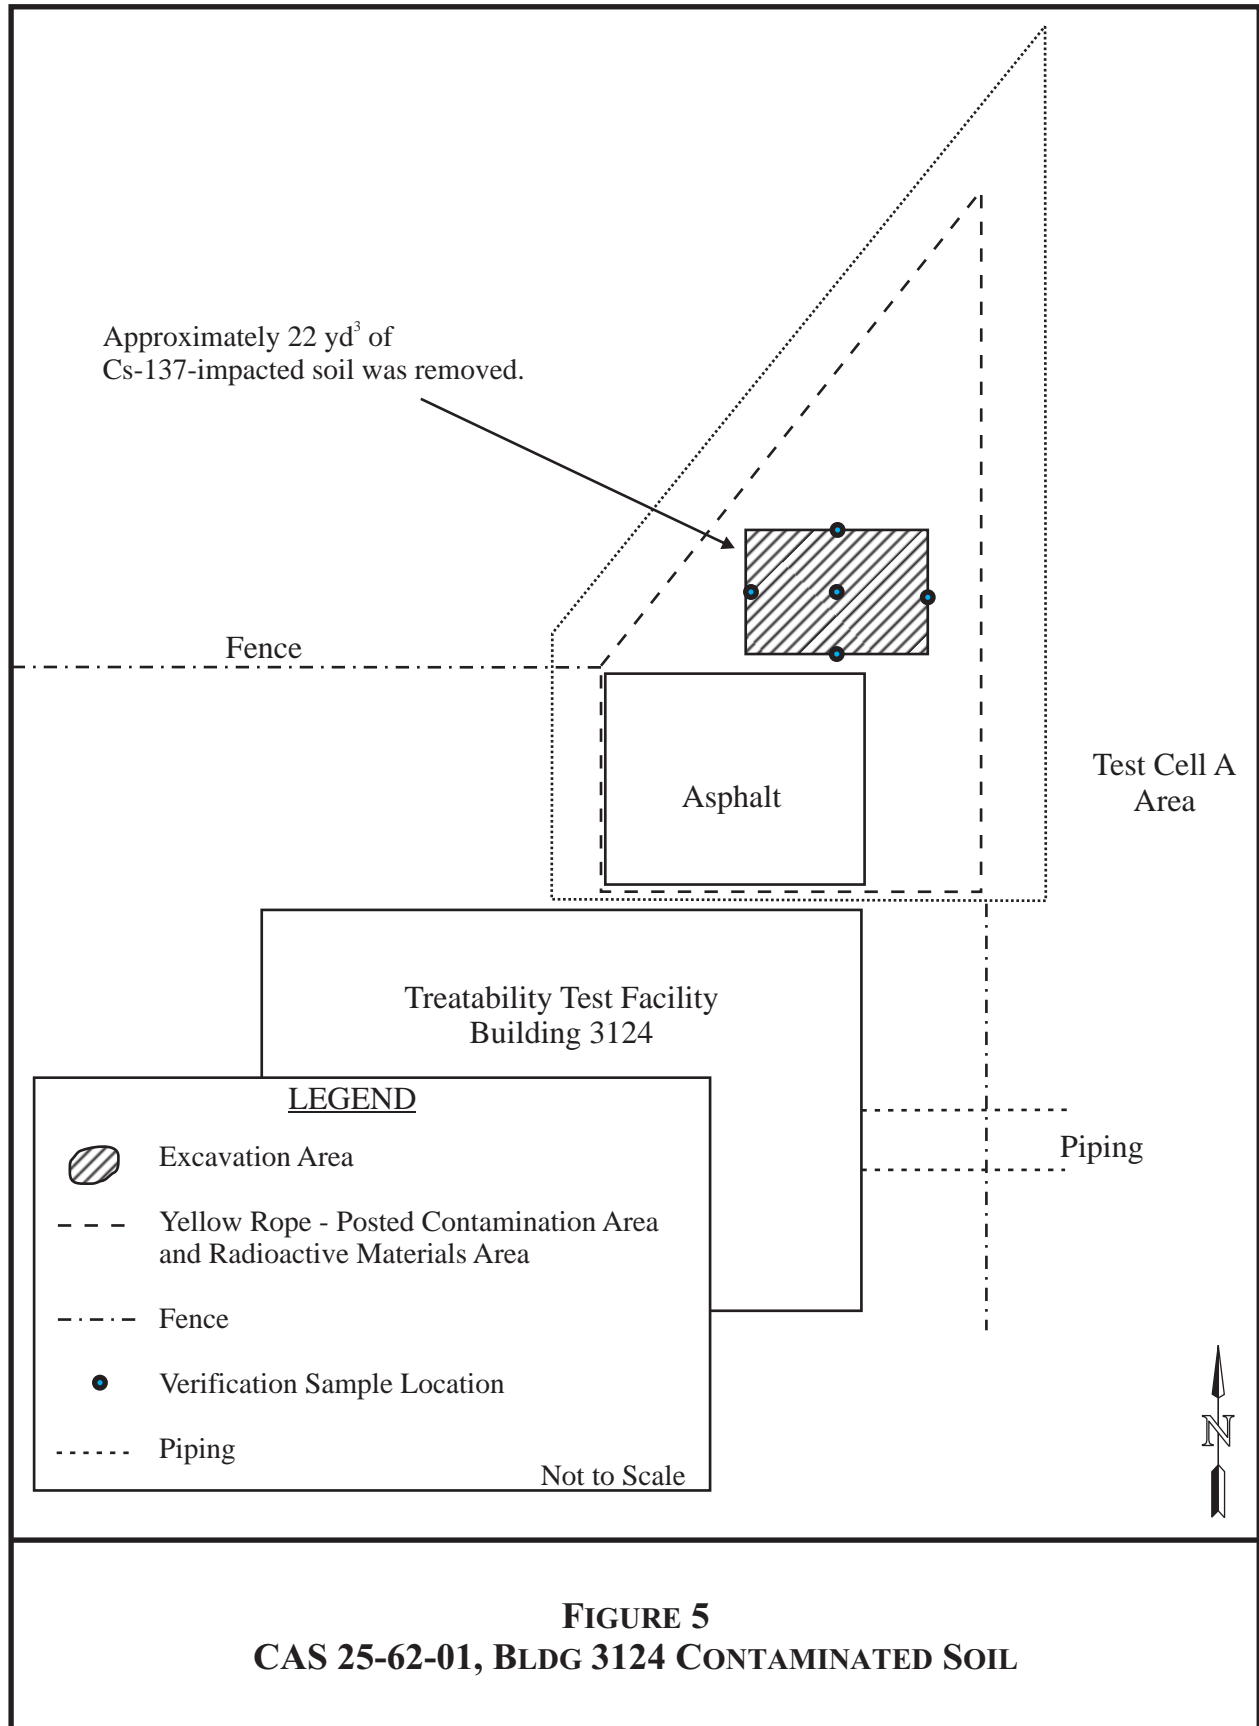 Approximately 22 yd³ of
Cs-137-impacted soil was removed.
Fence
Asphalt
Test Cell A
Area
Treatability Test Facility
Building 3124
Piping
LEGEND
Excavation Area
Yellow Rope - Posted Contamination Area
and Radioactive Materials Area
Fence
Verification Sample Location
Piping
Not to Scale
N
FIGURE 5
CAS 25-62-01, BLDG 3124 CONTAMINATED SOIL